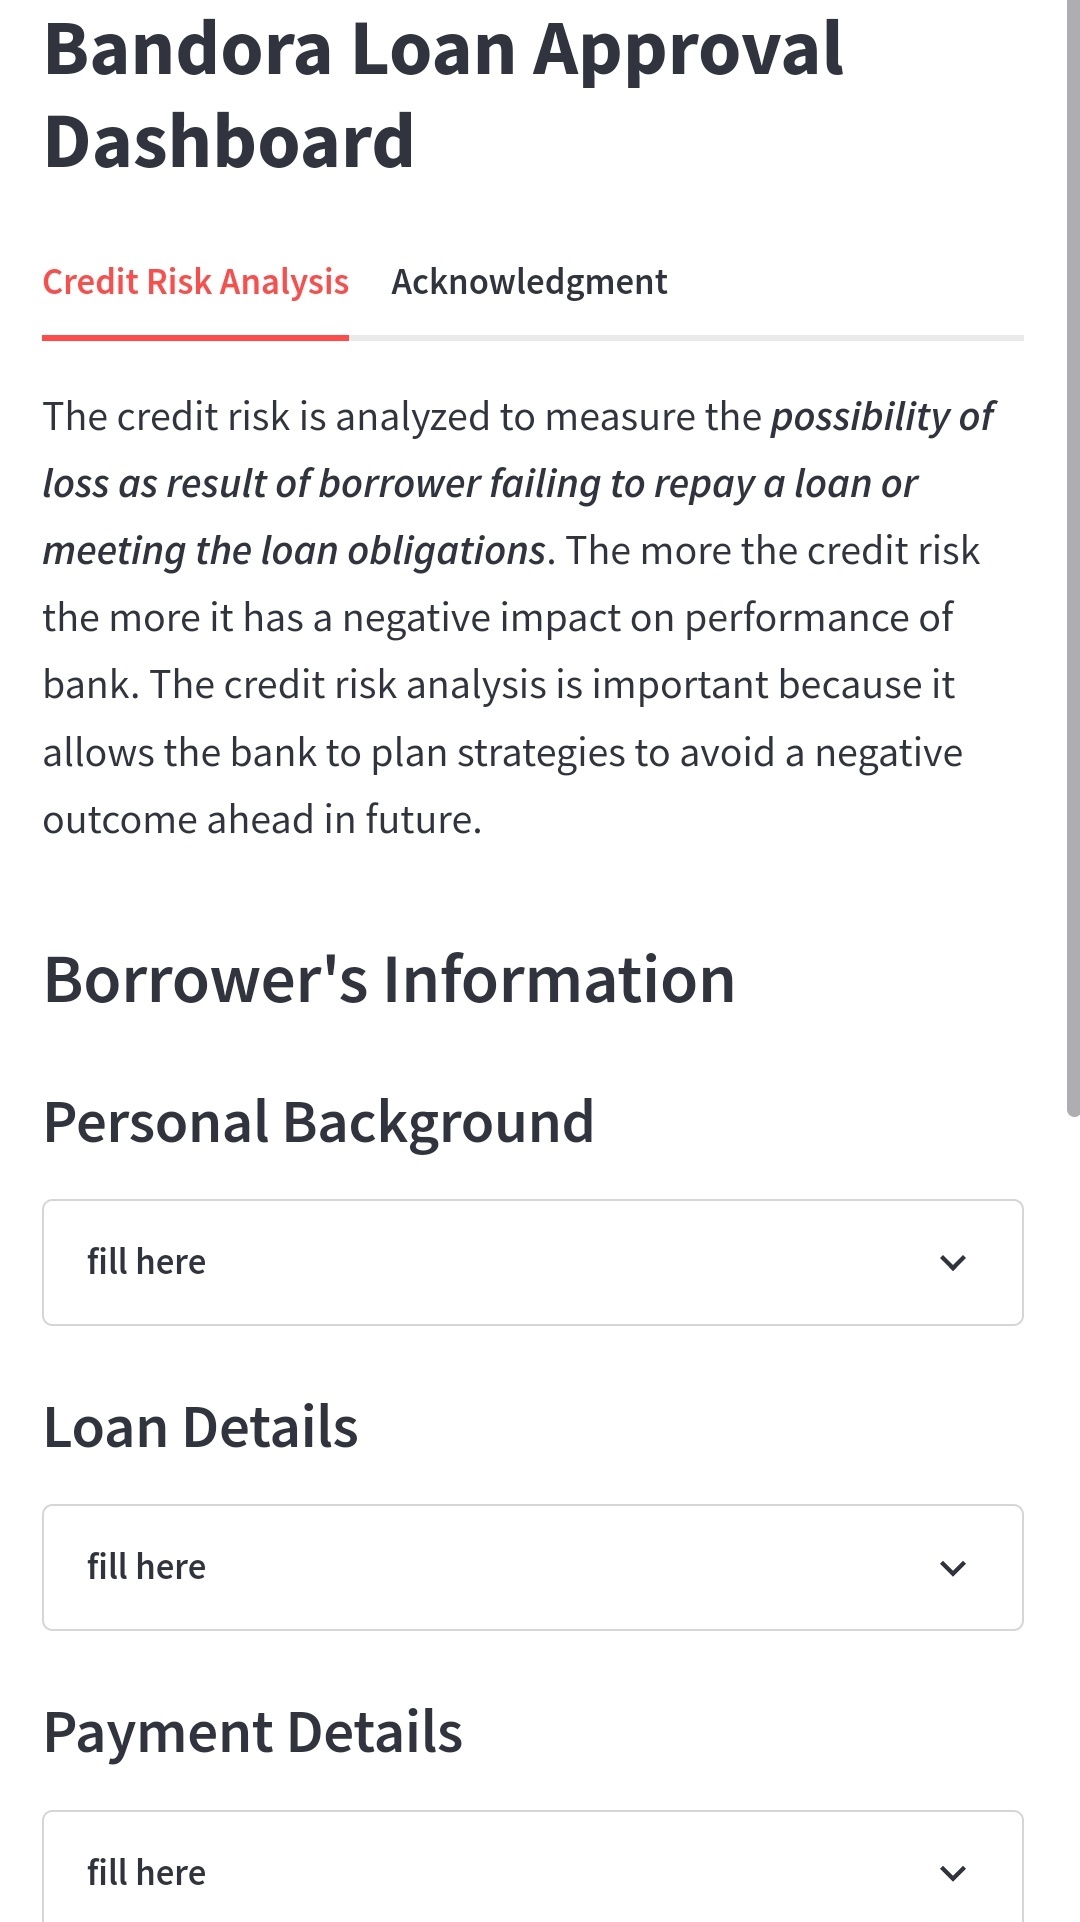 Bandora Loan Approval
Dashboard
Credit Risk Analysis Acknowledgment
The credit risk is analyzed to measure the possibility of
loss as result of borrower failing to repay a loan or
meeting the loan obligations. The more the credit risk
the more it has a negative impact on performance of
bank. The credit risk analysis is important because it
allows the bank to plan strategies to avoid a negative
outcome ahead in future.
Borrower's Information
Personal Background
fill here
Loan Details
fill here
Payment Details
fill here